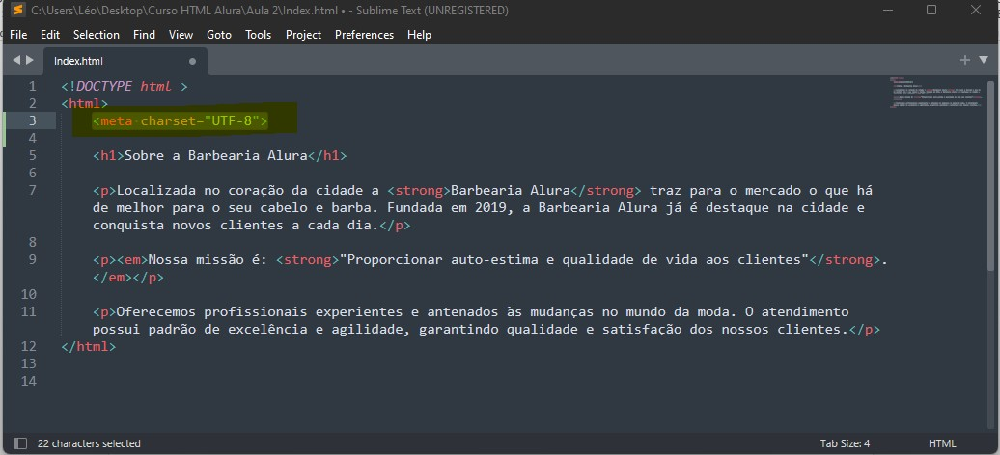 C:\Users\Léo\Desktop\Curso HTML Alura\Aula 2\Index.html • - Sublime Text (UNREGISTERED)
File Edit Selection Find View Goto Tools Project Preferences Help
Index.html
1 <!DOCTYPE html >
2 <html>
3 <meta charset="UTF-8">
4
5 <h1>Sobre a Barbearia Alura</h1>
6
7 <p>Localizada no coração da cidade a <strong>Barbearia Alura</strong> traz para o mercado o que há
de melhor para o seu cabelo e barba. Fundada em 2019, a Barbearia Alura já é destaque na cidade e
conquista novos clientes a cada dia.</p>
8
9 <p><em>Nossa missão é: <strong>"Proporcionar auto-estima e qualidade de vida aos clientes"</strong>.
</em></p>
10
11 <p>Oferecemos profissionais experientes e antenados às mudanças no mundo da moda. O atendimento
possui padrão de excelência e agilidade, garantindo qualidade e satisfação dos nossos clientes.</p>
12 </html>
13
14
22 characters selected Tab Size: 4 HTML